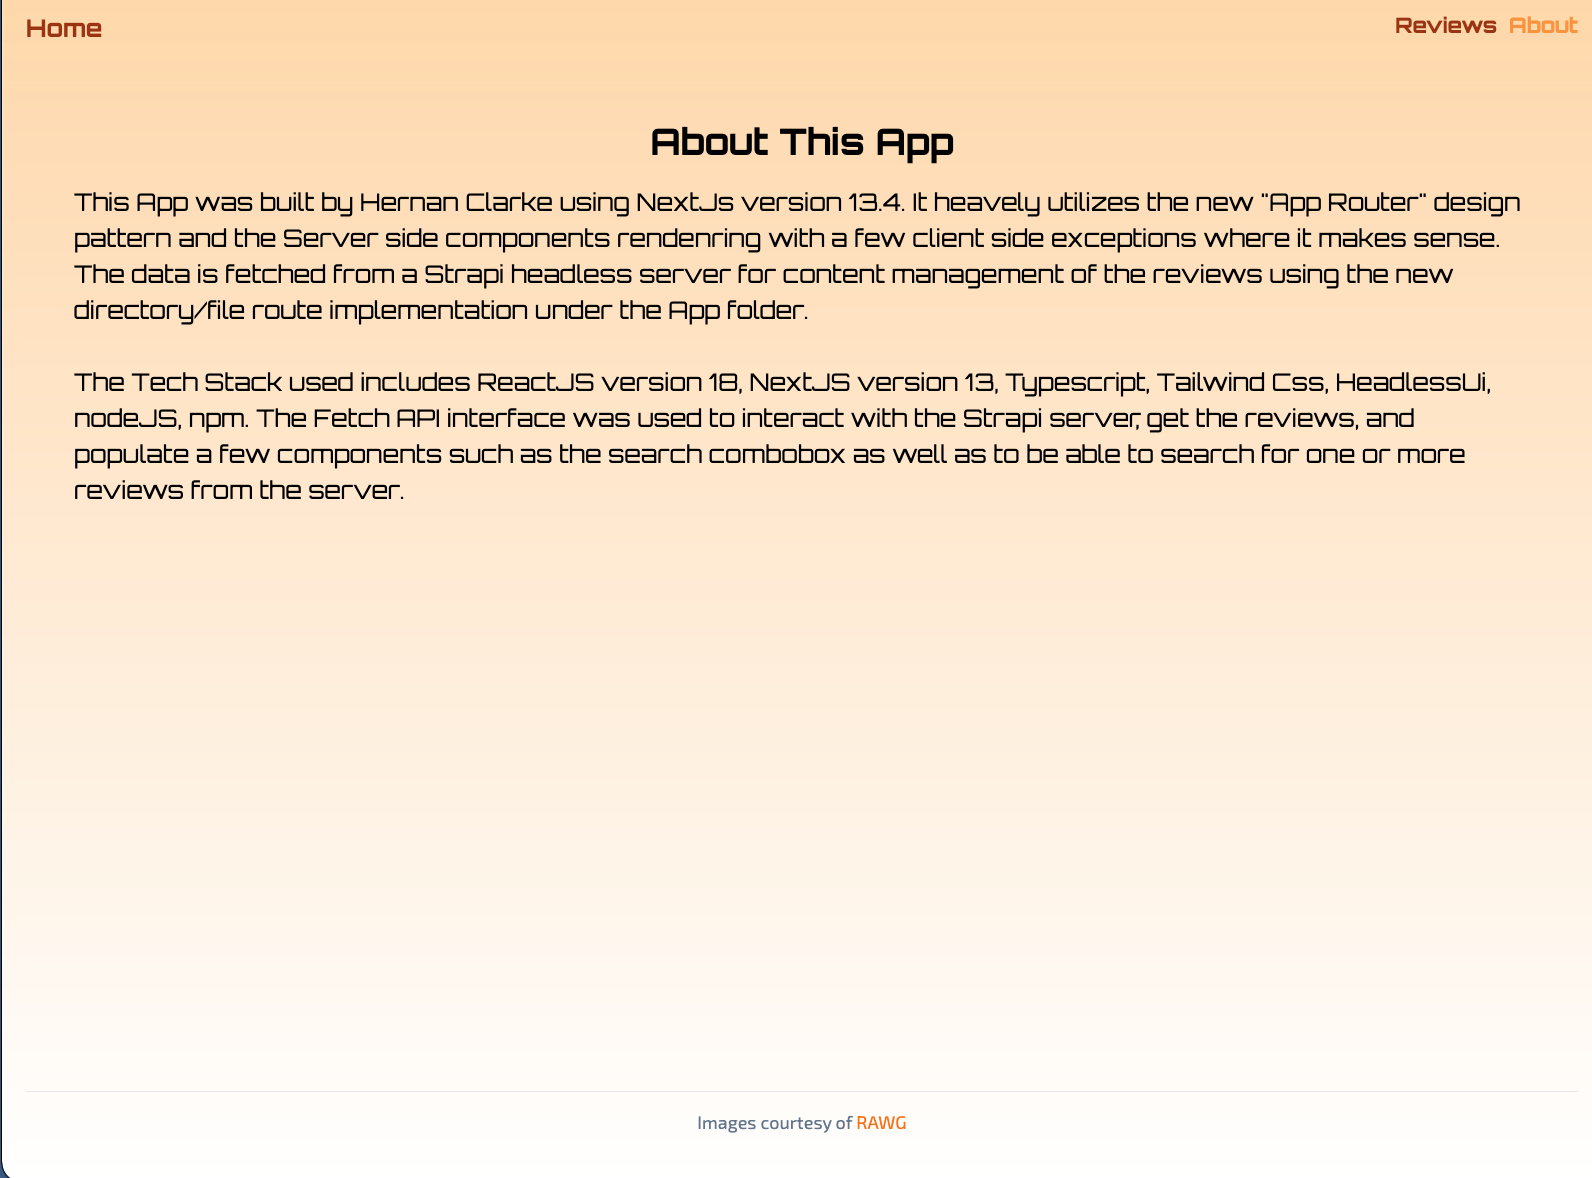 Home
Reviews About
About This App
This App was built by Hernan Clarke using NextJs version 13.4. It heavely utilizes the new "App Router" design
pattern and the Server side components rendenring with a few client side exceptions where it makes sense.
The data is fetched from a Strapi headless server for content management of the reviews using the new
directory/file route implementation under the App folder.
The Tech Stack used includes ReactJS version 18, NextJS version 13, Typescript, Tailwind Css, HeadlessUi,
nodeJS, npm. The Fetch API interface was used to interact with the Strapi server, get the reviews, and
populate a few components such as the search combobox as well as to be able to search for one or more
reviews from the server.
Images courtesy of RAWG